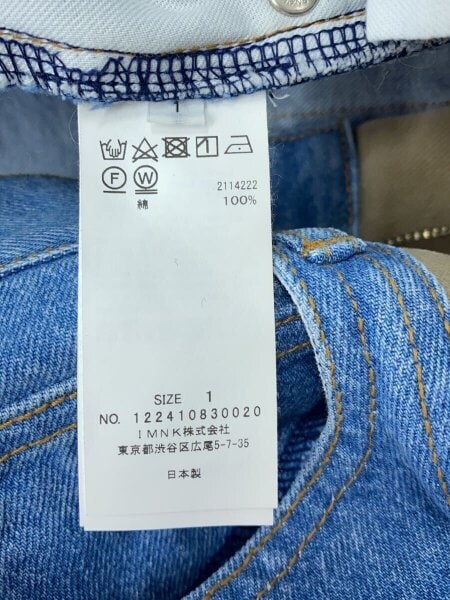 1
F W
2114222
綿 100%
SIZE 1
NO. 122410830020
IMNK株式会社
東京都渋谷区広尾5-7-35
日本製